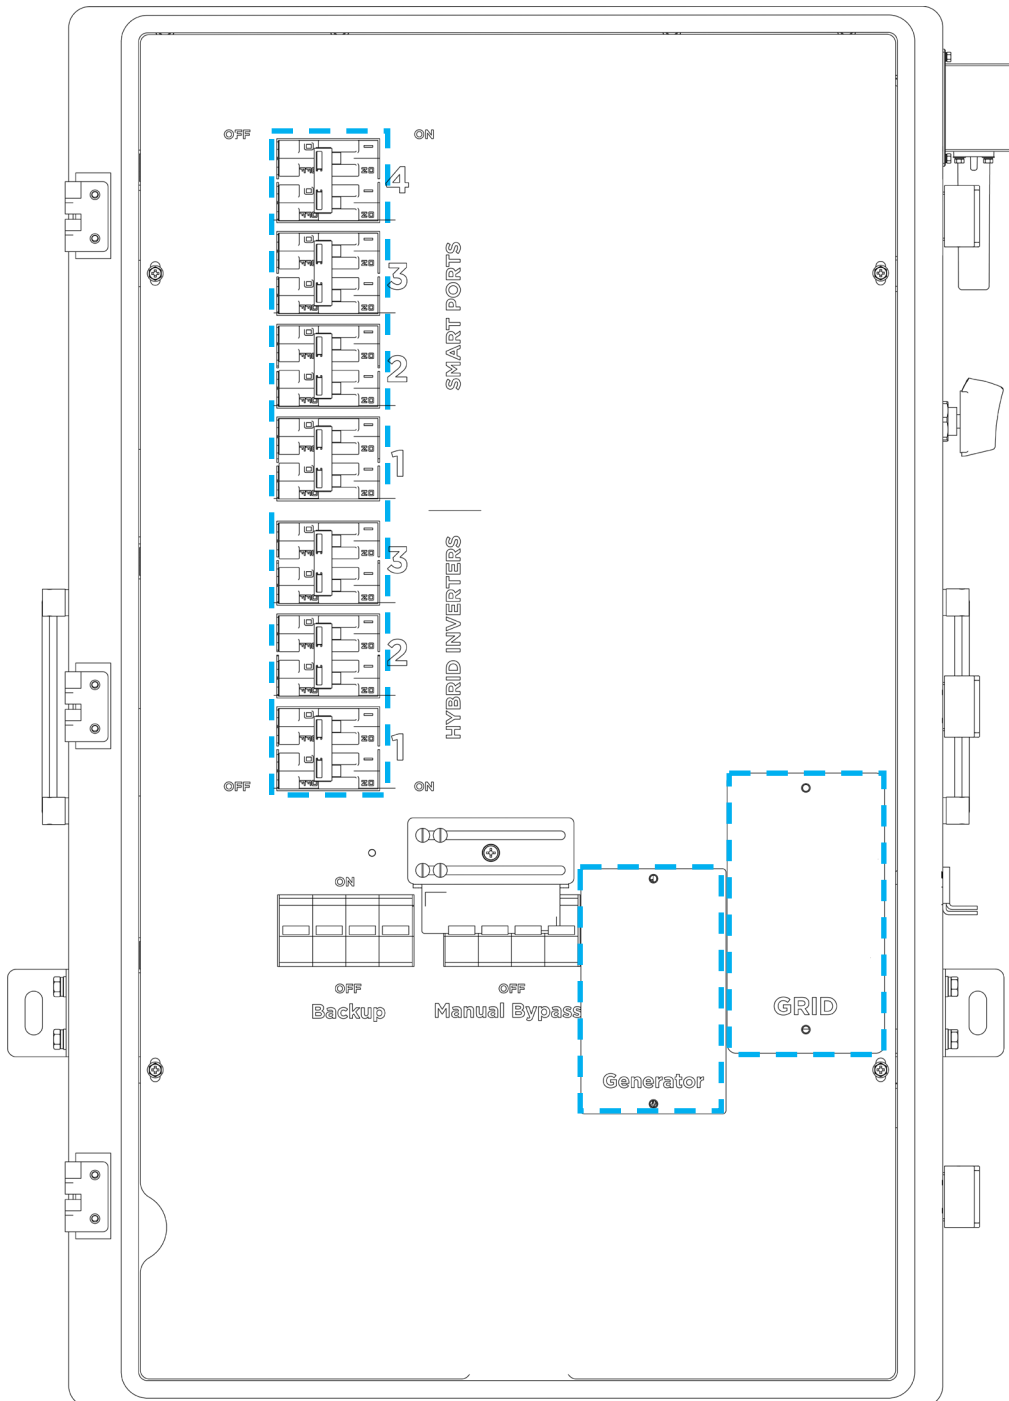 OFF ON
4
3
SMART PORTS
2
1
3
HYBRID INVERTERS
2
1
OFF ON
ON
OFF OFF
Backup Manual Bypass
GRID
Generator